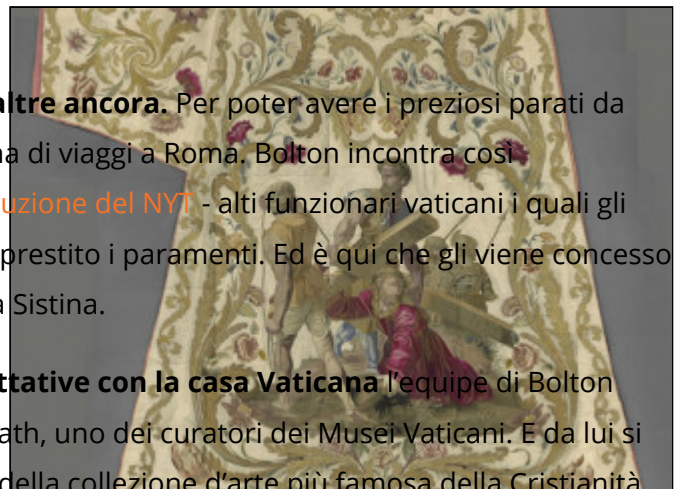 altre ancora. Per poter avere i preziosi parati da
na di viaggi a Roma. Bolton incontra così
uzione del NYT - alti funzionari vaticani i quali gli
prestito i paramenti. Ed è qui che gli viene concesso
a Sistina.
ttative con la casa Vaticana l'equipe di Bolton
ath, uno dei curatori dei Musei Vaticani. E da lui si
della collezione d'arte più famosa della Cristianità